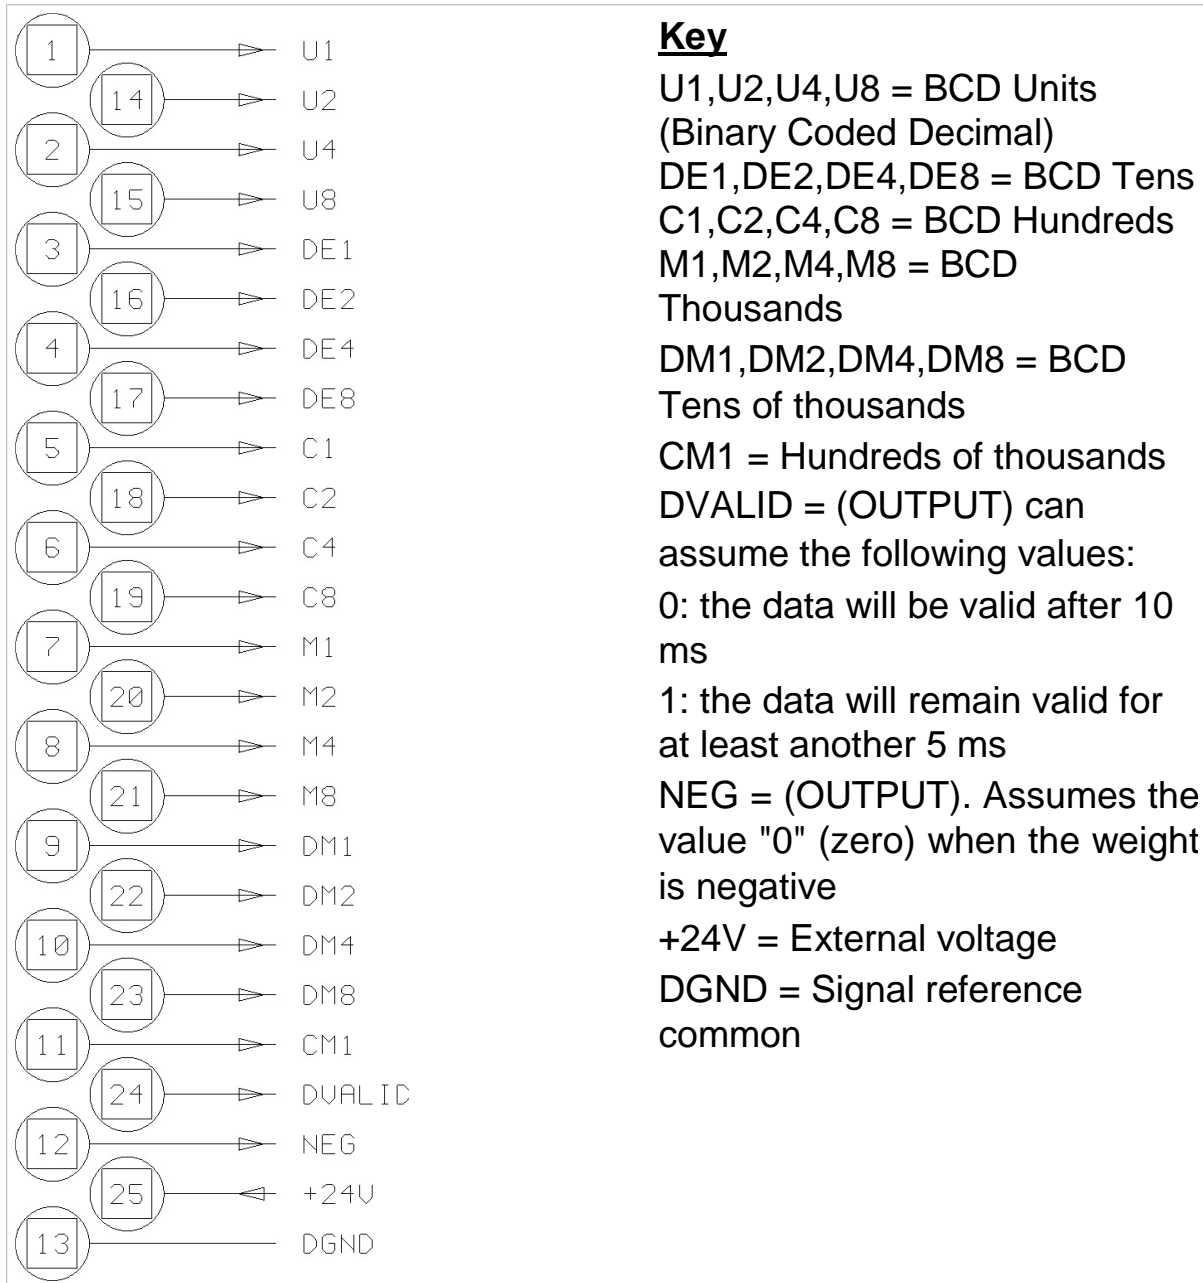 1 U1
14 U2
2 U4
15 U8
3 DE1
16 DE2
4 DE4
17 DE8
5 C1
18 C2
6 C4
19 C8
7 M1
20 M2
8 M4
21 M8
9 DM1
22 DM2
10 DM4
23 DM8
11 CM1
24 DVALID
12 NEG
25 +24V
13 DGND
Key
U1,U2,U4,U8 = BCD Units
(Binary Coded Decimal)
DE1,DE2,DE4,DE8 = BCD Tens
C1,C2,C4,C8 = BCD Hundreds
M1,M2,M4,M8 = BCD
Thousands
DM1,DM2,DM4,DM8 = BCD
Tens of thousands
CM1 = Hundreds of thousands
DVALID = (OUTPUT) can
assume the following values:
0: the data will be valid after 10
ms
1: the data will remain valid for
at least another 5 ms
NEG = (OUTPUT). Assumes the
value "0" (zero) when the weight
is negative
+24V = External voltage
DGND = Signal reference
common